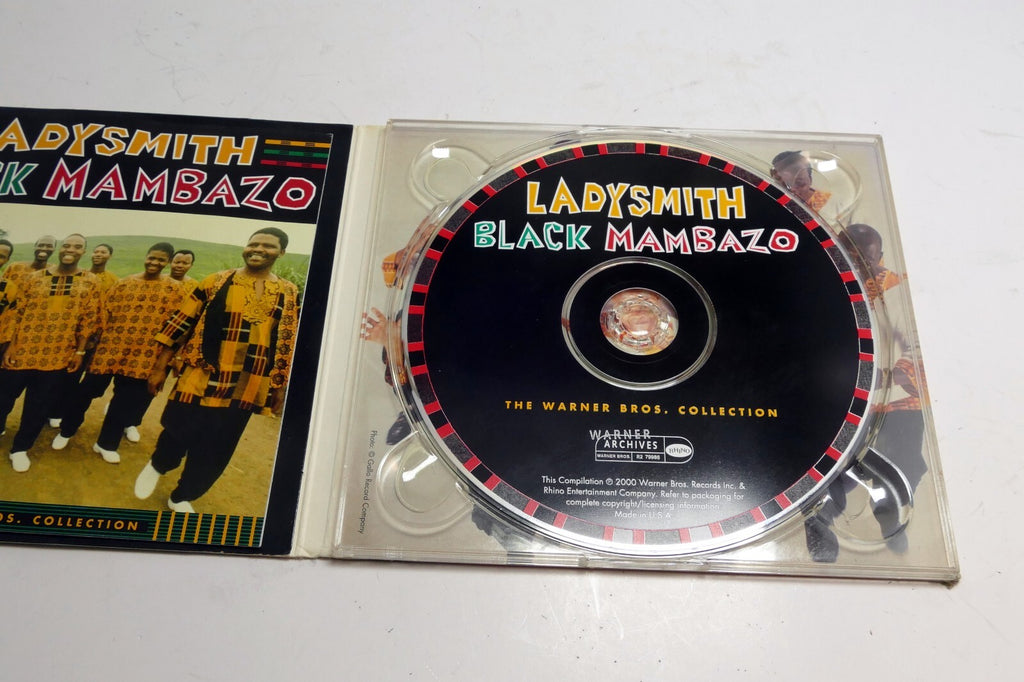 ADYSMITH
CK MAMBAZO
OS. COLLECTION
Photo: © Gallo Record Company
LADYSMITH
BLACK MAMBAZO
THE WARNER BROS. COLLECTION
WARNER
ARCHIVES
WARNER BROS. R2 79986 RHINO
This Compilation ℗ 2000 Warner Bros. Records Inc. &
Rhino Entertainment Company. Refer to packaging for
complete copyright/licensing information.
Made in U.S.A.